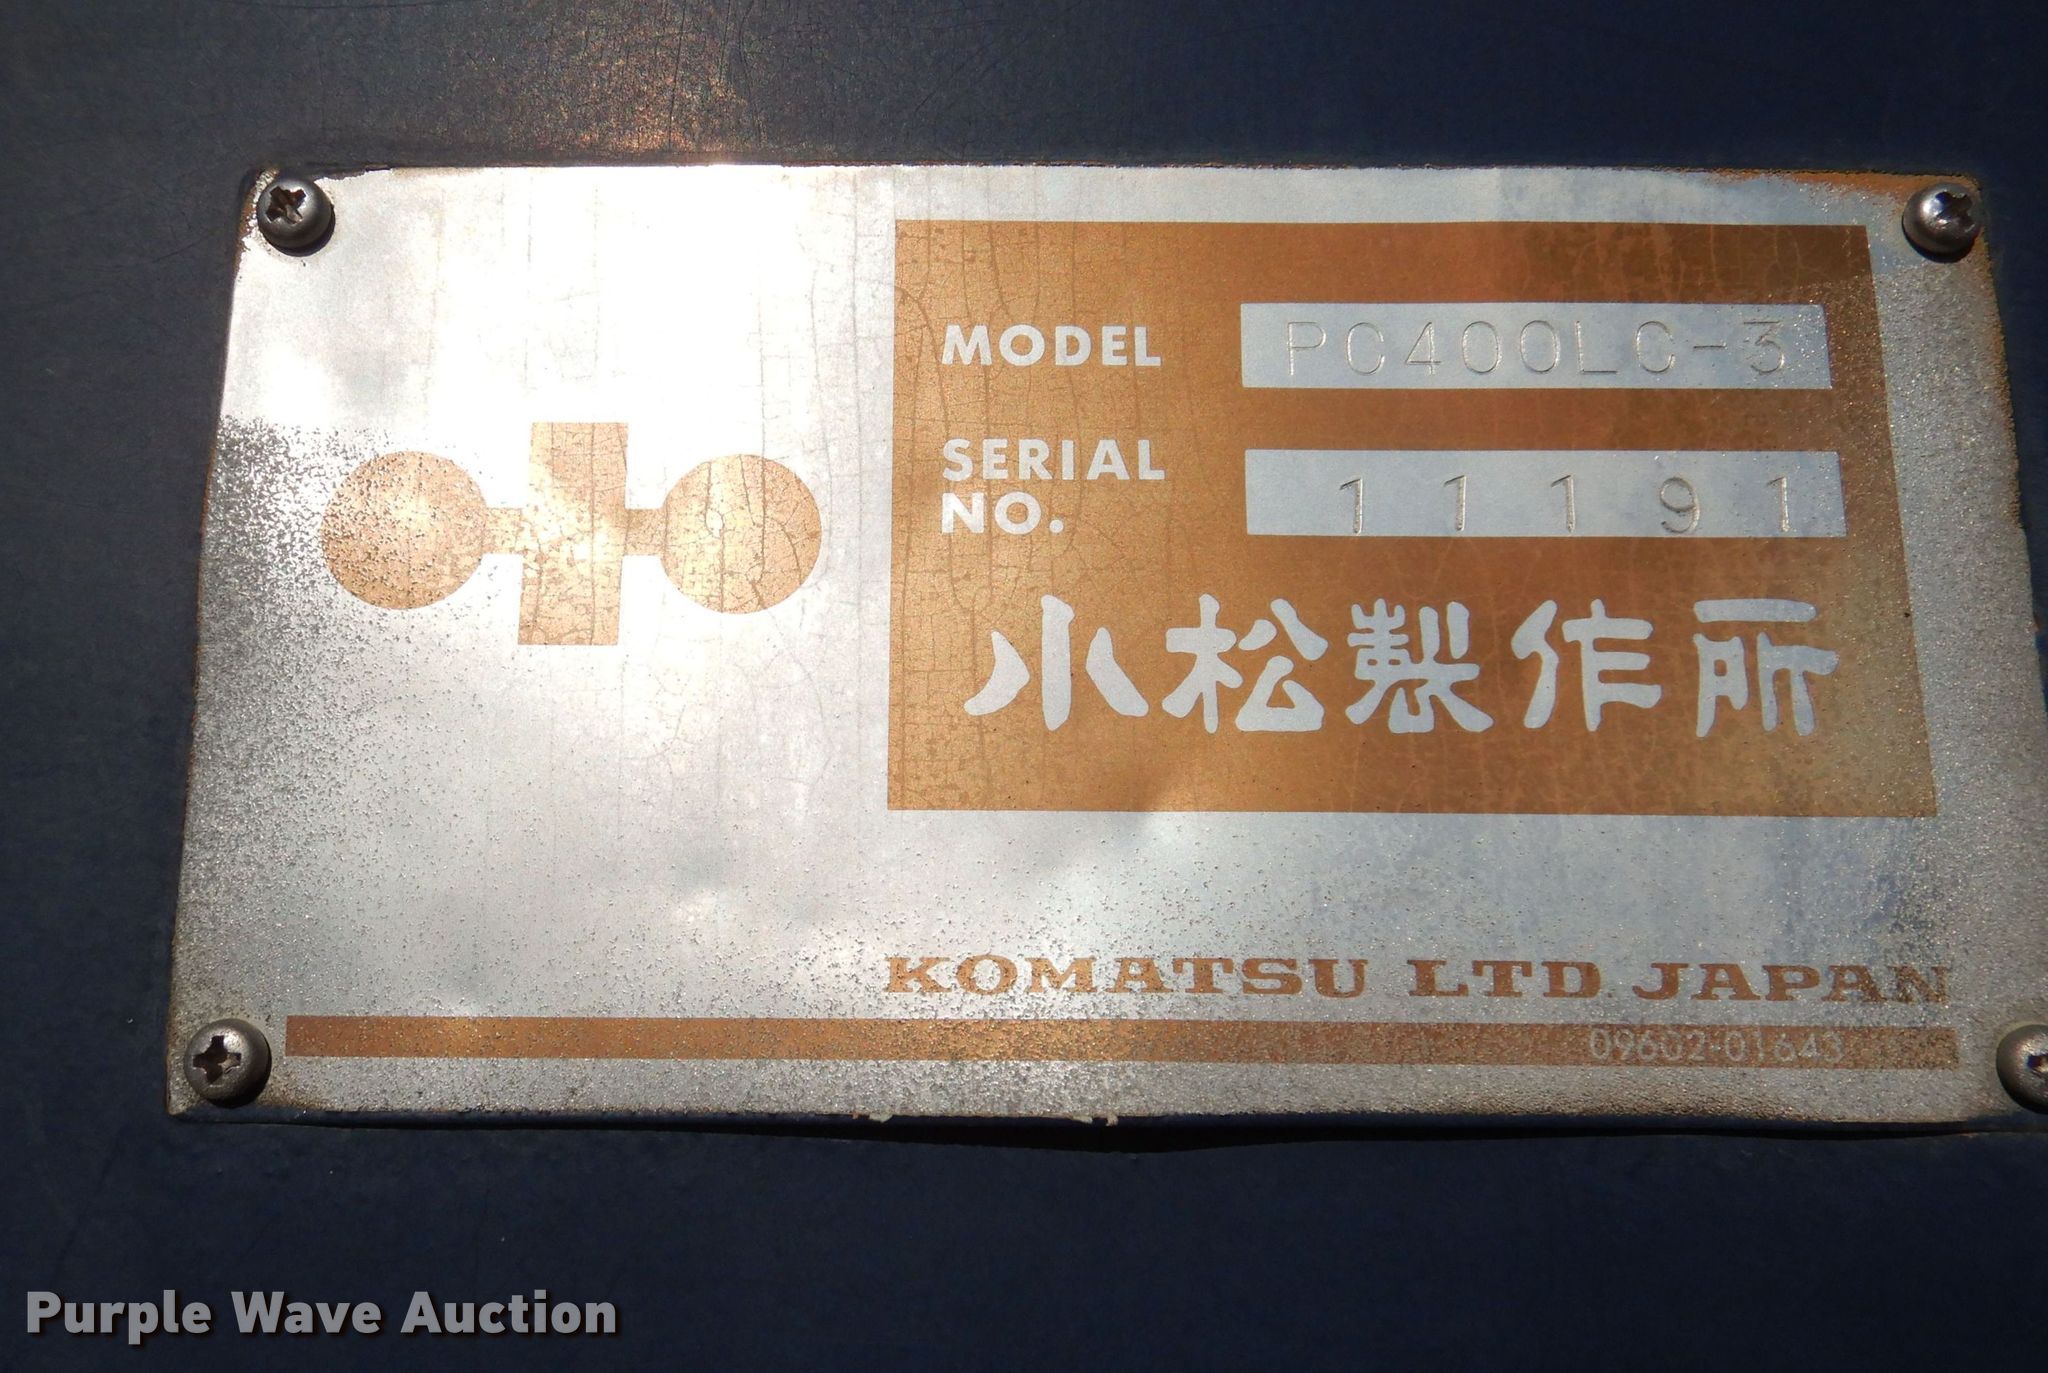 MODEL PC400LC-3
SERIAL
NO. 11191
小松製作所
KOMATSU LTD. JAPAN
09602-01643
Purple Wave Auction